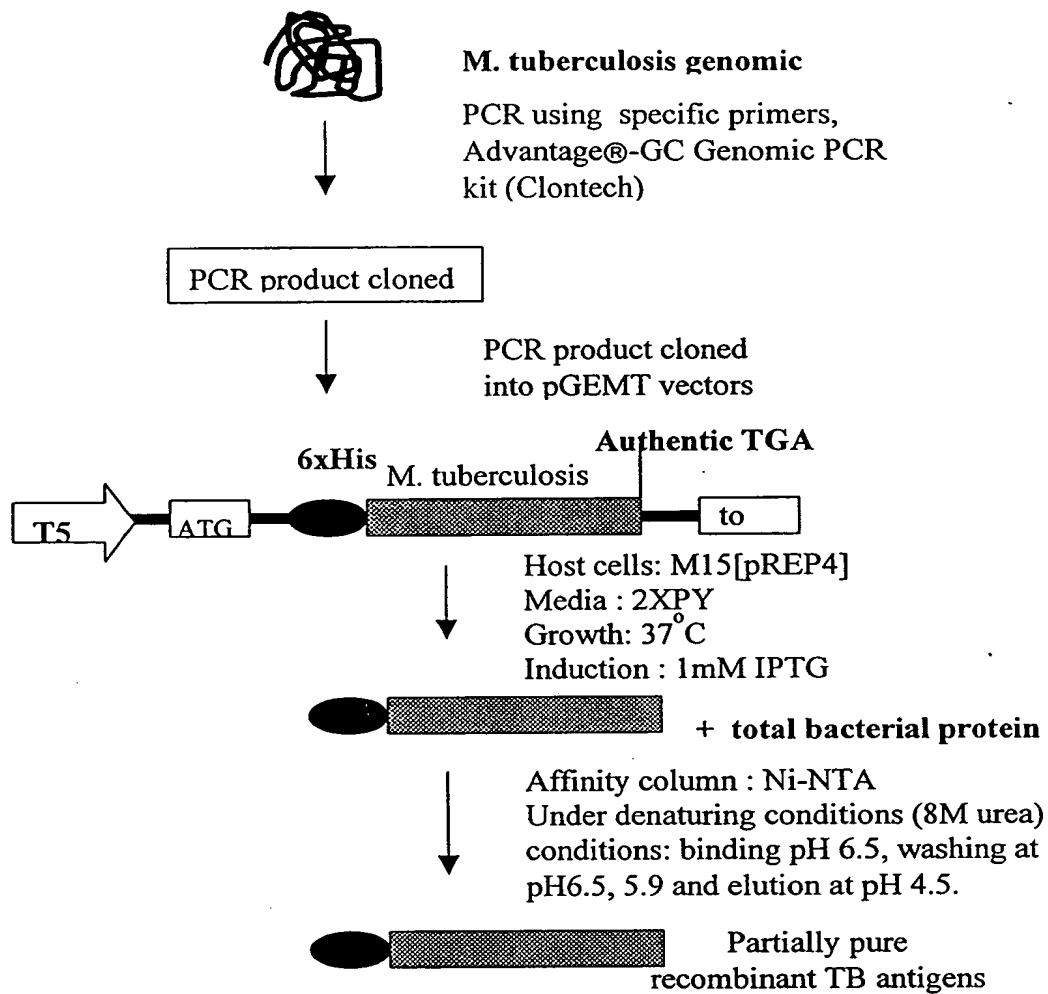 M. tuberculosis genomic
PCR using specific primers,
Advantage®-GC Genomic PCR
kit (Clontech)
PCR product cloned
PCR product cloned
into pGEMT vectors
Authentic TGA
6xHis
M. tuberculosis
T5
ATG
to
Host cells: M15[pREP4]
Media : 2XPY
Growth: 37°C
Induction : 1mM IPTG
+ total bacterial protein
Affinity column : Ni-NTA
Under denaturing conditions (8M urea)
conditions: binding pH 6.5, washing at
pH6.5, 5.9 and elution at pH 4.5.
Partially pure
recombinant TB antigens